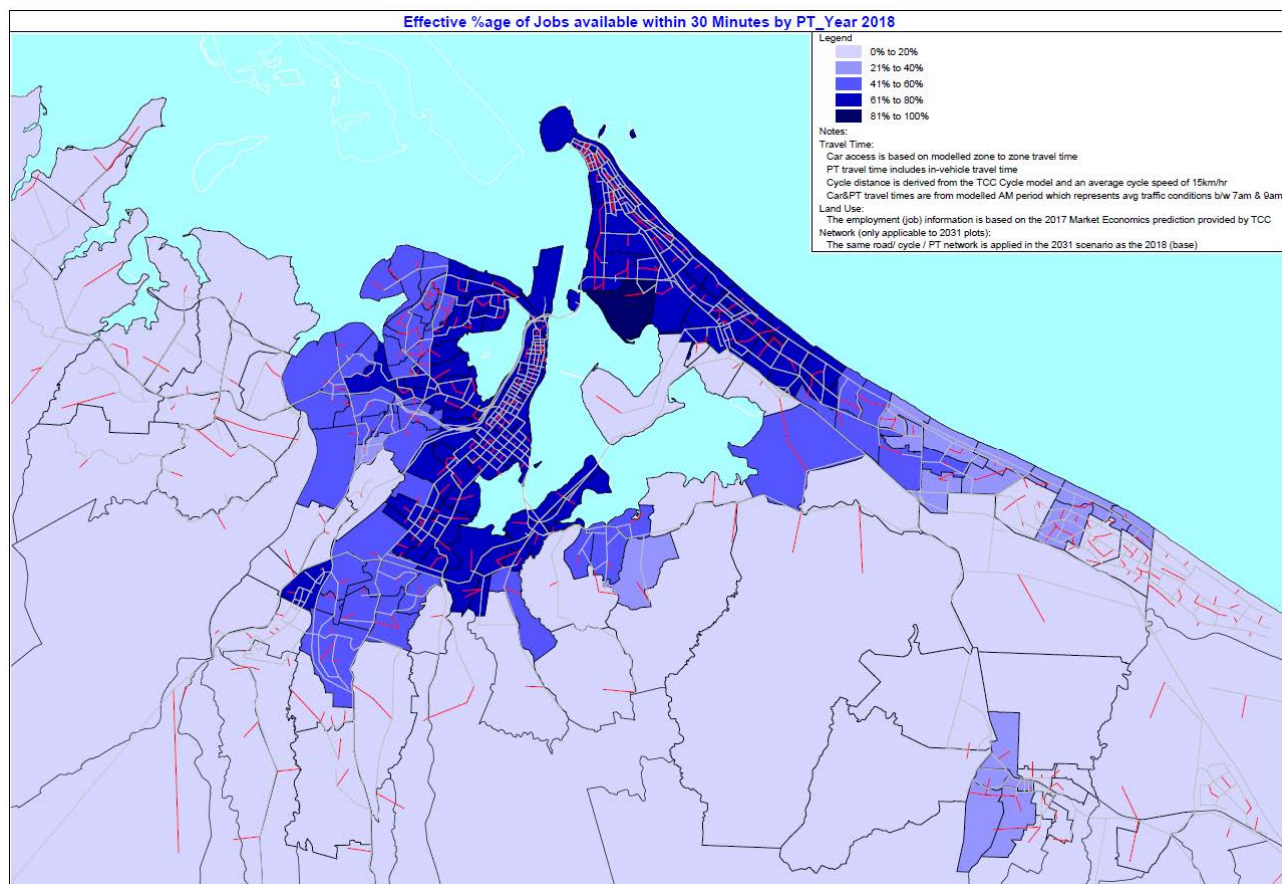 Effective %age of Jobs available within 30 Minutes by PT_Year 2018
Legend
0% to 20%
21% to 40%
41% to 60%
61% to 80%
81% to 100%
Notes:
Travel Time:
Car access is based on modelled zone to zone travel time
PT travel time includes in-vehicle travel time
Cycle distance is derived from the TCC Cycle model and an average cycle speed of 15km/hr
Car&PT travel times are from modelled AM period which represents avg traffic conditions b/w 7am & 9am
Land Use:
The employment (job) information is based on the 2017 Market Economics prediction provided by TCC
Network (only applicable to 2031 plots):
The same road/ cycle / PT network is applied in the 2031 scenario as the 2018 (base)